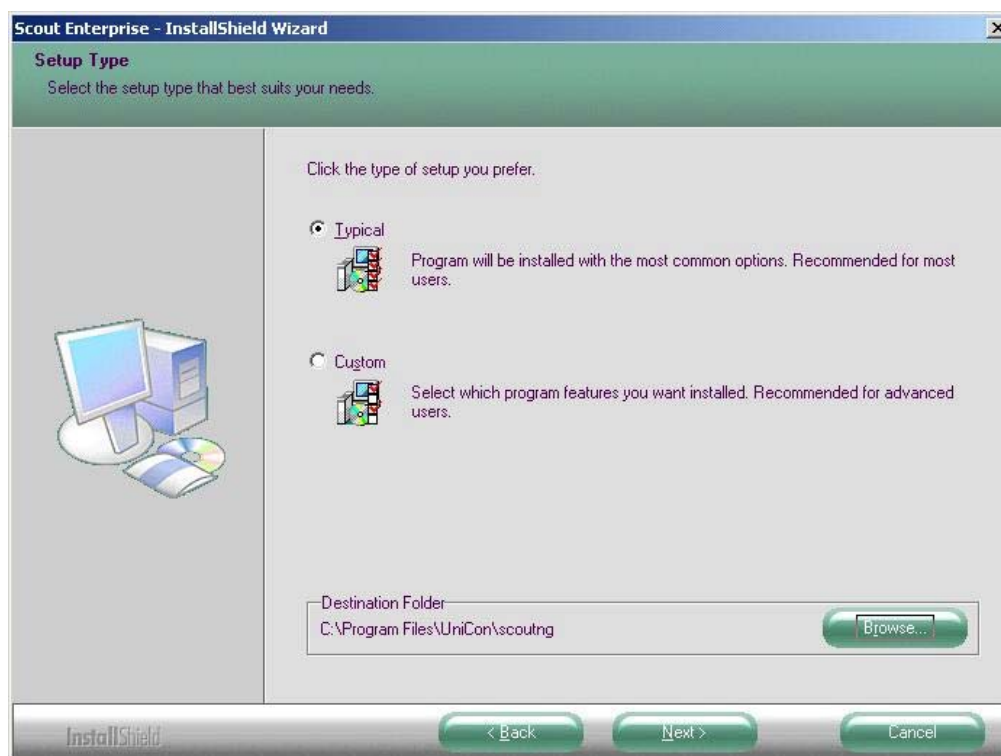 Scout Enterprise - InstallShield Wizard
Setup Type
Select the setup type that best suits your needs.
Click the type of setup you prefer.
Typical
Program will be installed with the most common options. Recommended for most
users.
Custom
Select which program features you want installed. Recommended for advanced
users.
Destination Folder
C:\Program Files\UniCon\scoutng
Browse...
InstallShield
< Back
Next >
Cancel